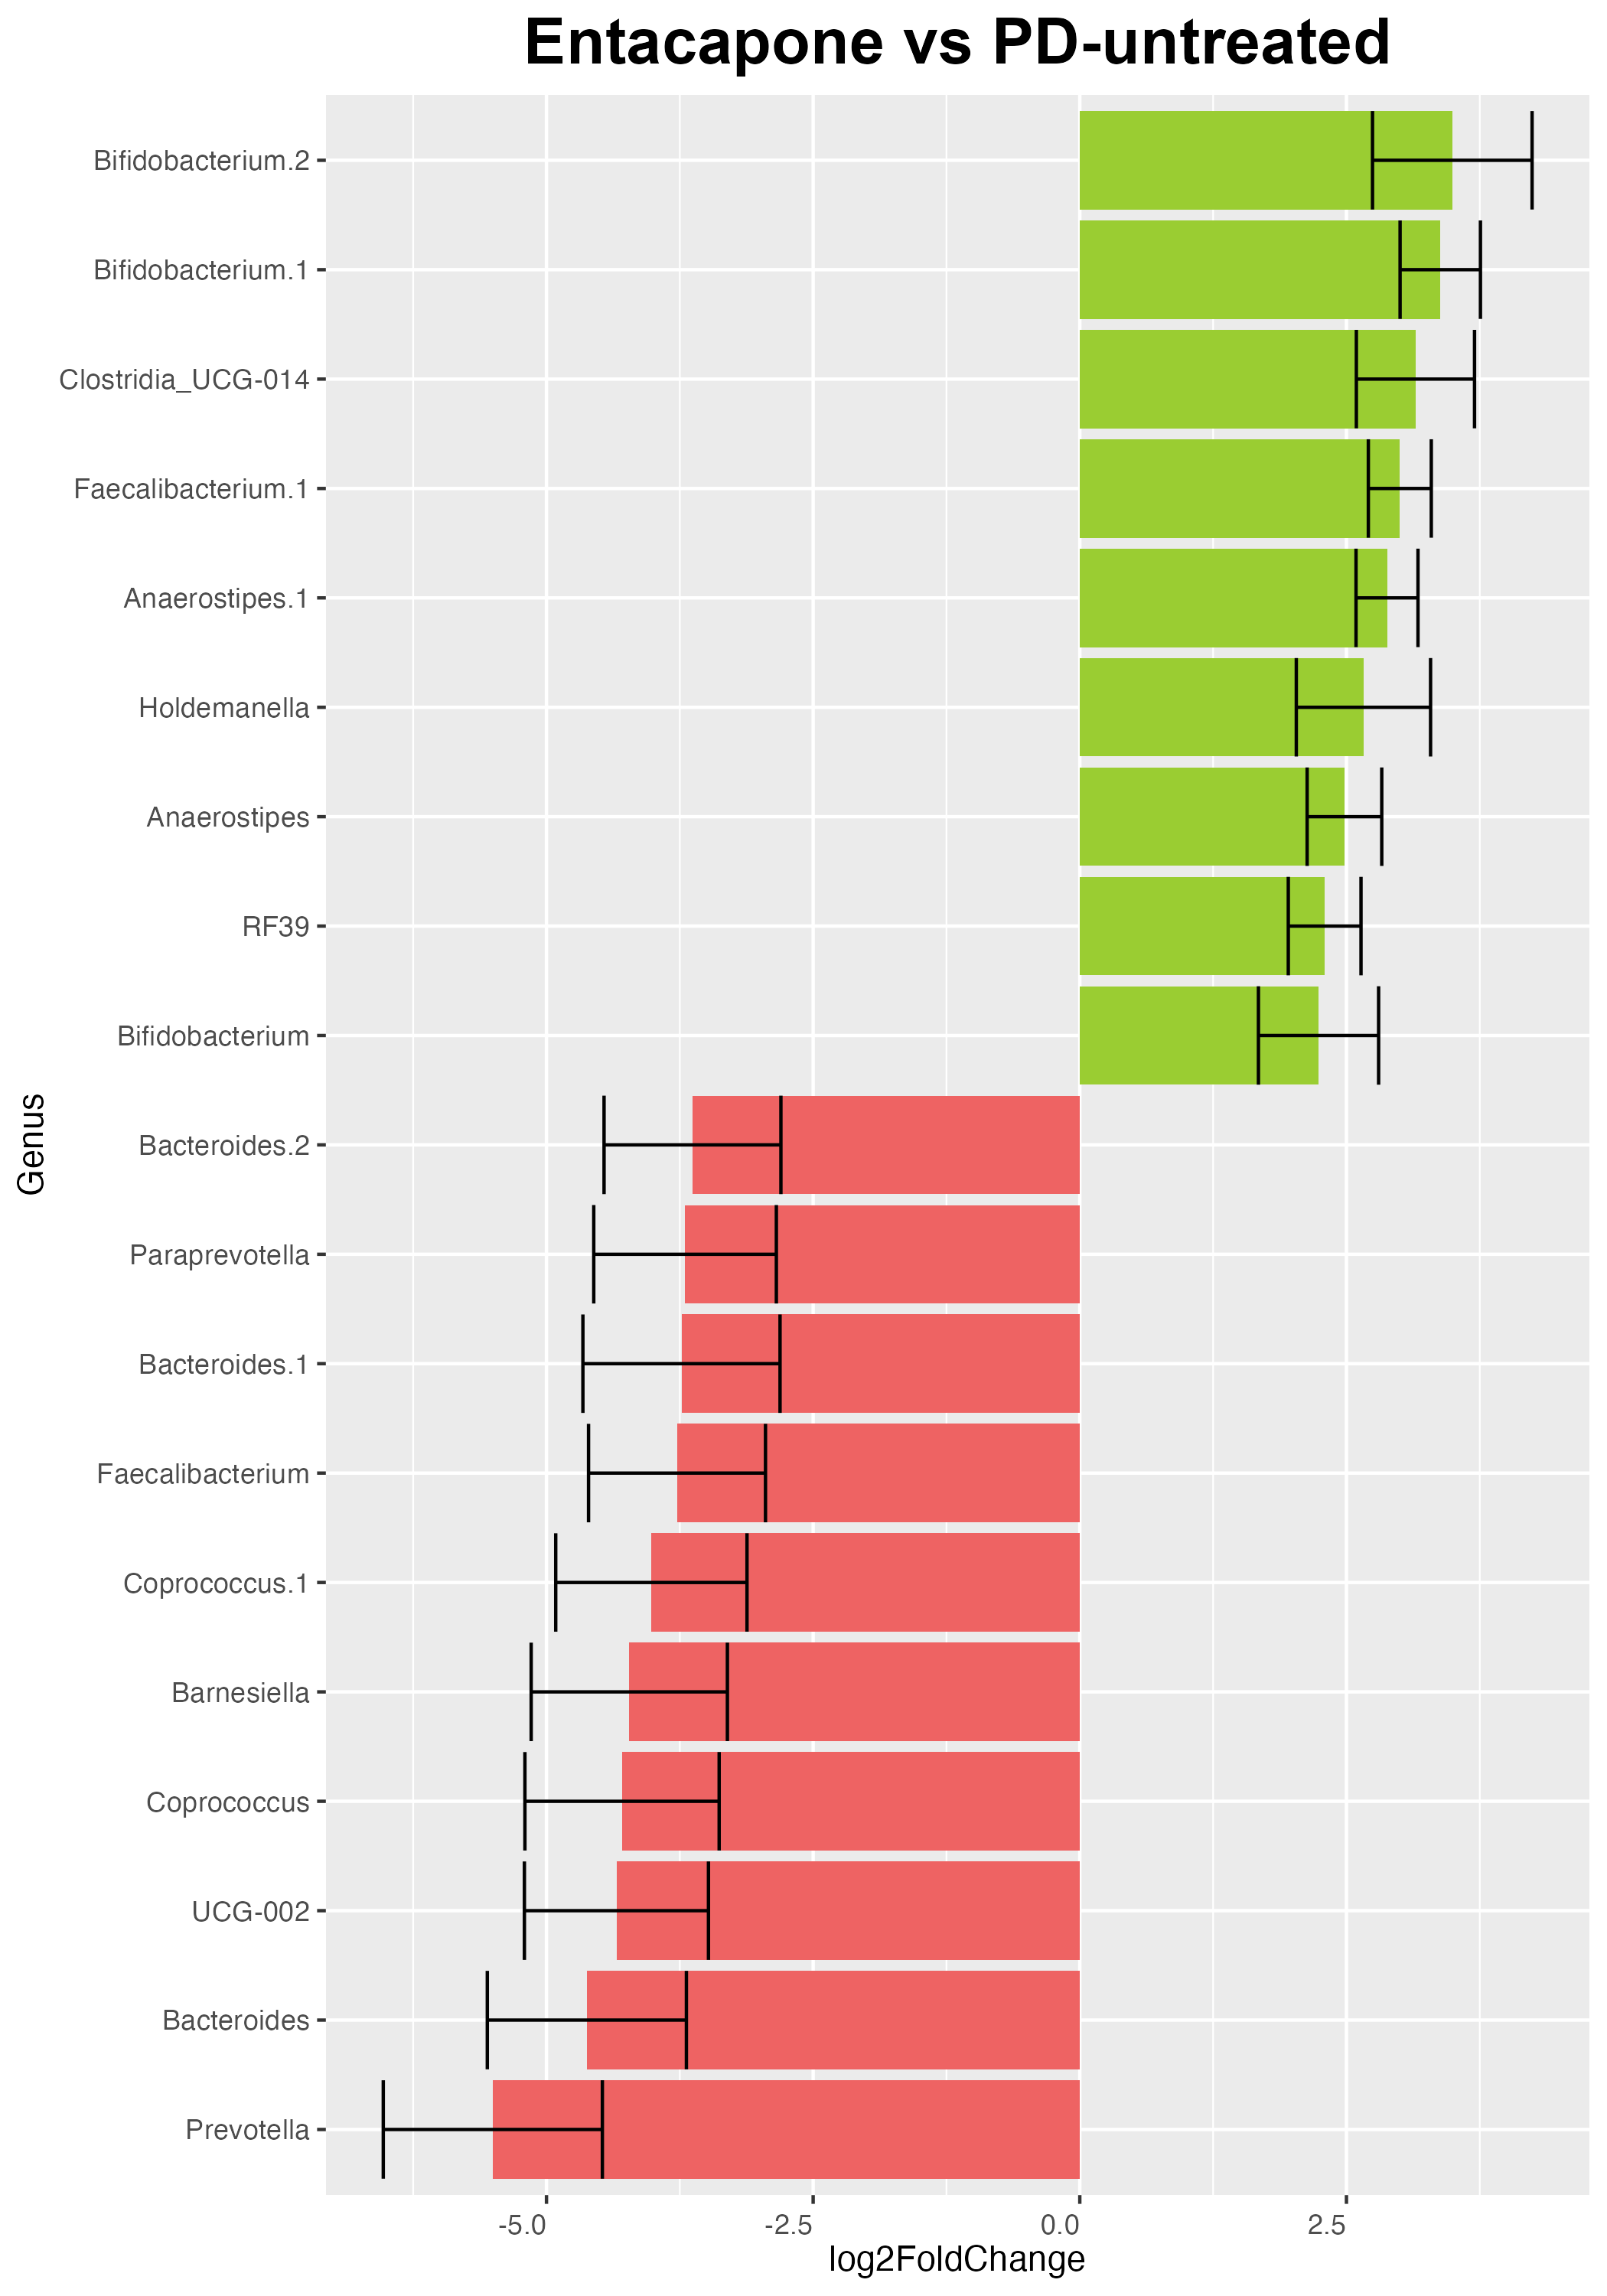 Entacapone vs PD-untreated
Bifidobacterium.2
Bifidobacterium.1
Clostridia_UCG-014
Faecalibacterium.1
Anaerostipes.1
Holdemanella
Anaerostipes
RF39
Bifidobacterium
Bacteroides.2
Paraprevotella
Bacteroides.1
Faecalibacterium
Coprococcus.1
Barnesiella
Coprococcus
UCG-002
Bacteroides
Prevotella
Genus
-5.0 -2.5 0.0 2.5
log2FoldChange